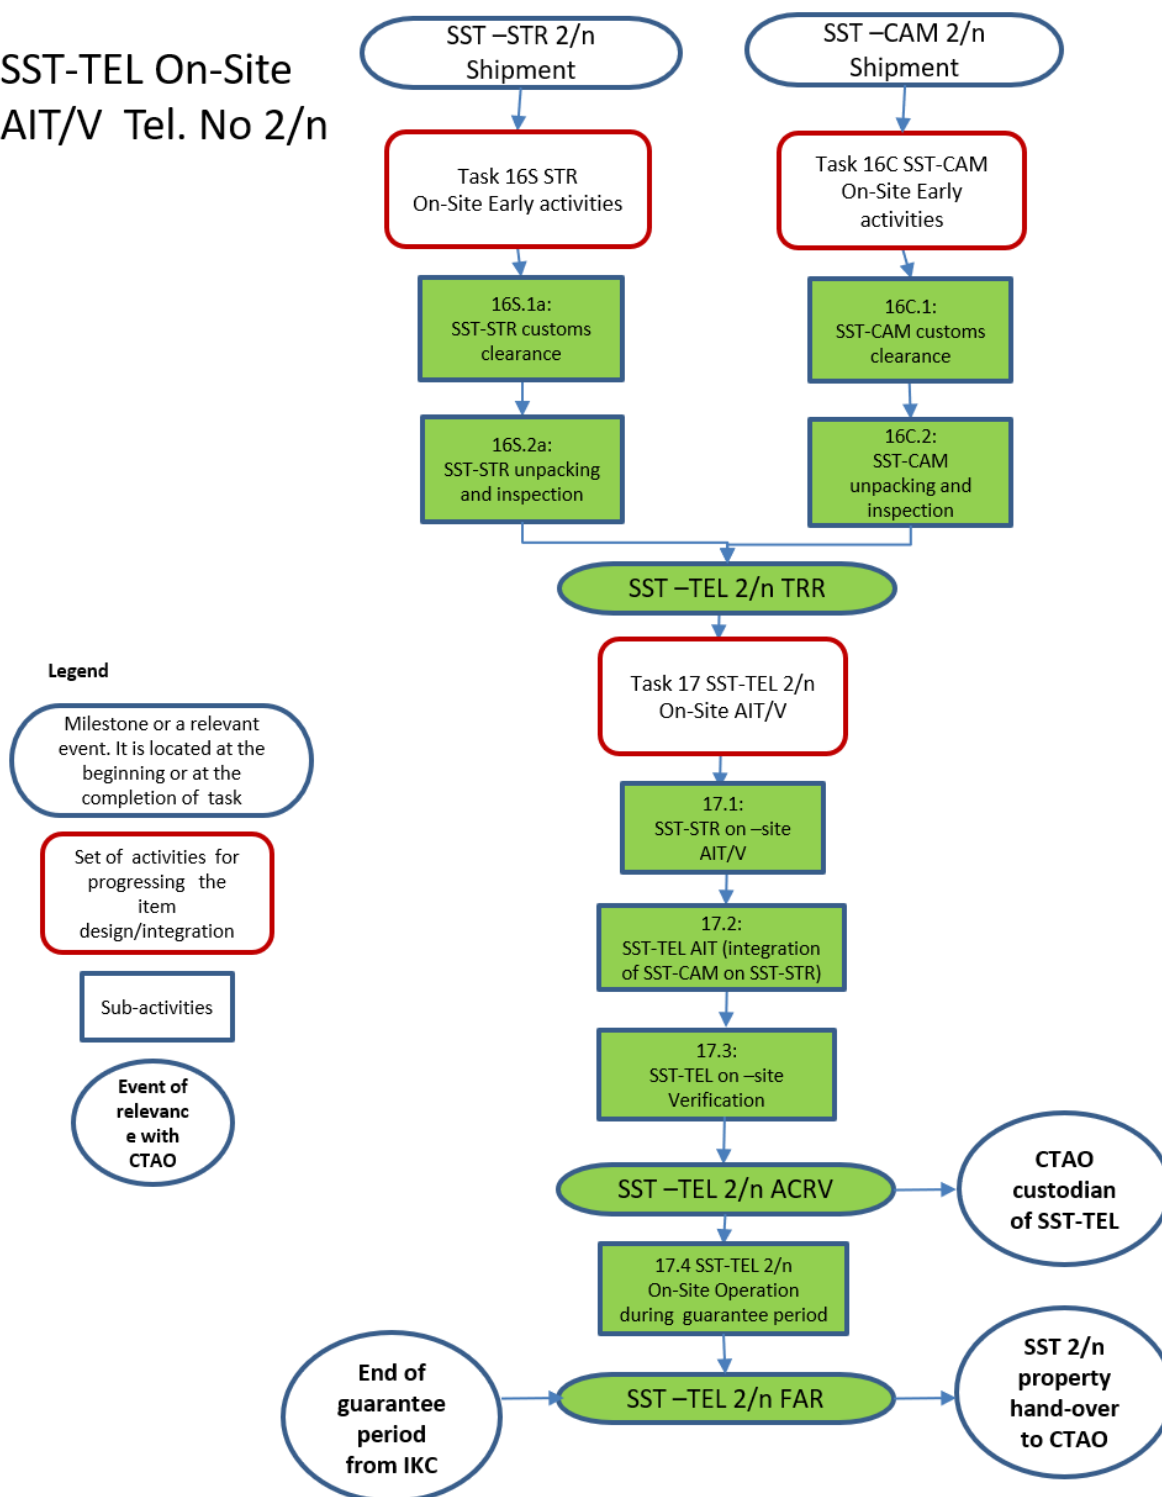 SST-TEL On-Site
AIT/V Tel. No 2/n
SST –STR 2/n
Shipment
SST –CAM 2/n
Shipment
Task 16S STR
On-Site Early activities
Task 16C SST-CAM
On-Site Early
activities
16S.1a:
SST-STR customs
clearance
16C.1:
SST-CAM customs
clearance
16S.2a:
SST-STR unpacking
and inspection
16C.2:
SST-CAM
unpacking and
inspection
SST –TEL 2/n TRR
Task 17 SST-TEL 2/n
On-Site AIT/V
Legend
Milestone or a relevant
event. It is located at the
beginning or at the
completion of task
Set of activities for
progressing the
item
design/integration
Sub-activities
Event of
relevanc
e with
CTAO
17.1:
SST-STR on –site
AIT/V
17.2:
SST-TEL AIT (integration
of SST-CAM on SST-STR)
17.3:
SST-TEL on –site
Verification
SST –TEL 2/n ACRV
CTAO
custodian
of SST-TEL
17.4 SST-TEL 2/n
On-Site Operation
during guarantee period
End of
guarantee
period
from IKC
SST –TEL 2/n FAR
SST 2/n
property
hand-over
to CTAO